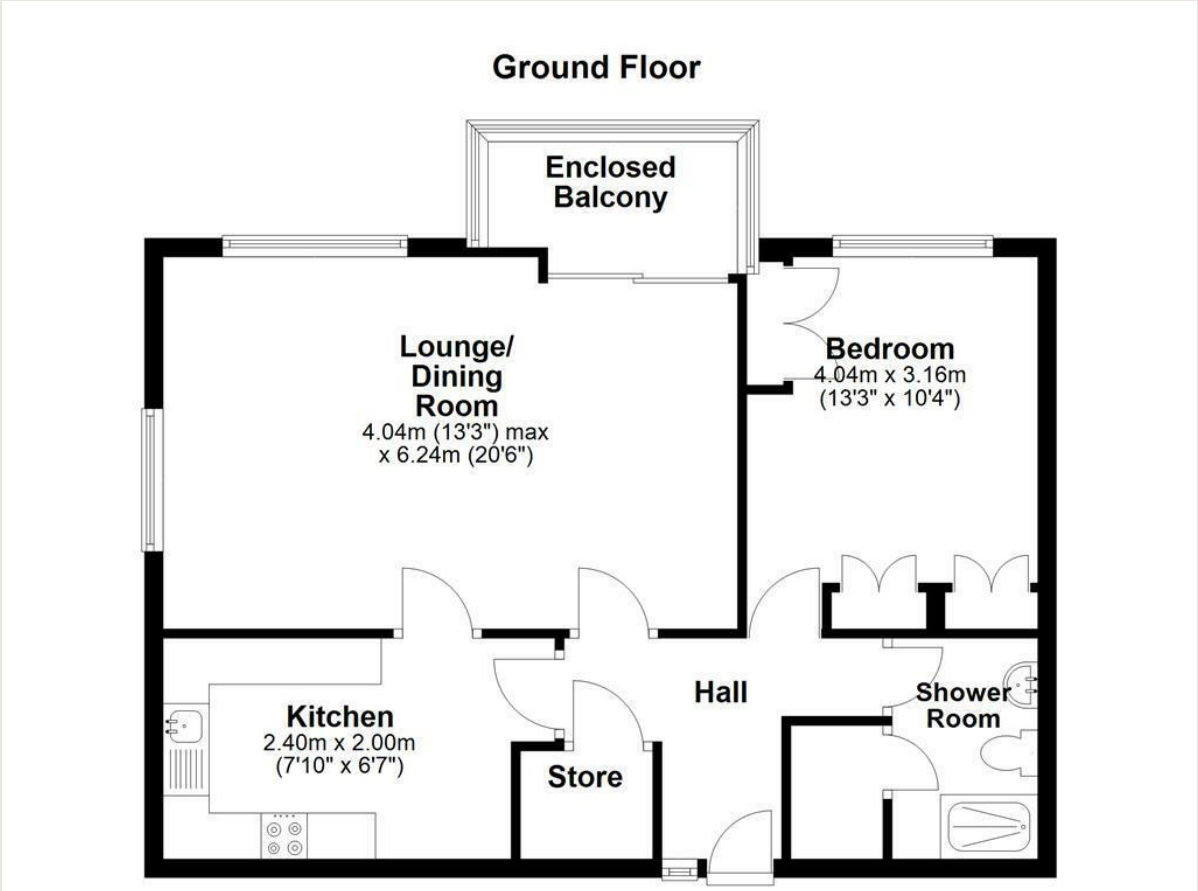 Ground Floor
Enclosed
Balcony
Lounge/
Dining
Room
4.04m (13'3") max
x 6.24m (20'6")
Bedroom
4.04m x 3.16m
(13'3" x 10'4")
Kitchen
2.40m x 2.00m
(7'10" x 6'7")
Store
Hall
Shower
Room